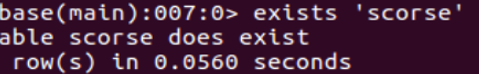 base(main):007:0> exists 'scorse'
able scorse does exist
row(s) in 0.0560 seconds